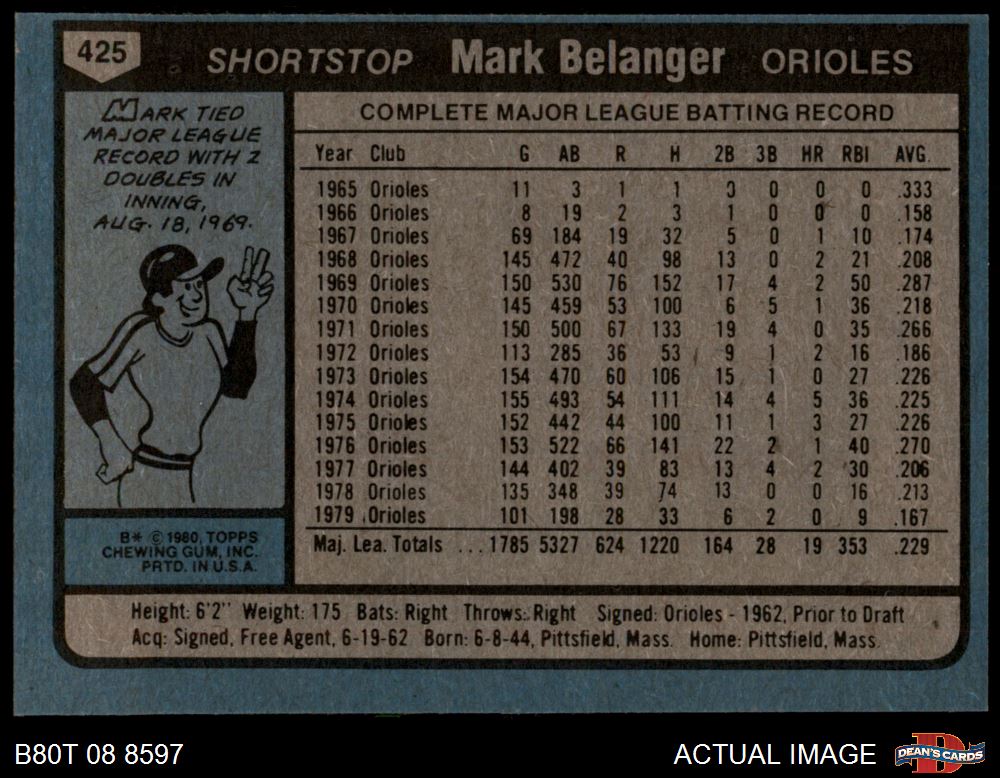 425
SHORTSTOP Mark Belanger ORIOLES
MARK TIED
MAJOR LEAGUE
RECORD WITH 2
DOUBLES IN
INNING,
AUG. 18, 1969.
B* © 1980, TOPPS
CHEWING GUM, INC.
PRTD. IN U.S.A.
COMPLETE MAJOR LEAGUE BATTING RECORD
Year Club G AB R H 2B 3B HR RBI AVG.
1965 Orioles 11 3 1 1 0 0 0 0 .333
1966 Orioles 8 19 2 3 1 0 0 0 .158
1967 Orioles 69 184 19 32 5 0 1 10 .174
1968 Orioles 145 472 40 98 13 0 2 21 .208
1969 Orioles 150 530 76 152 17 4 2 50 .287
1970 Orioles 145 459 53 100 6 5 1 36 .218
1971 Orioles 150 500 67 133 19 4 0 35 .266
1972 Orioles 113 285 36 53 9 1 2 16 .186
1973 Orioles 154 470 60 106 15 1 0 27 .226
1974 Orioles 155 493 54 111 14 4 5 36 .225
1975 Orioles 152 442 44 100 11 1 3 27 .226
1976 Orioles 153 522 66 141 22 2 1 40 .270
1977 Orioles 144 402 39 83 13 4 2 30 .206
1978 Orioles 135 348 39 74 13 0 0 16 .213
1979 Orioles 101 198 28 33 6 2 0 9 .167
Maj. Lea. Totals ...1785 5327 624 1220 164 28 19 353 .229
Height: 6'2" Weight: 175 Bats: Right Throws: Right Signed: Orioles - 1962, Prior to Draft
Acq: Signed, Free Agent, 6-19-62 Born: 6-8-44, Pittsfield, Mass. Home: Pittsfield, Mass.
B80T 08 8597 ACTUAL IMAGE
DEAN'S CARDS